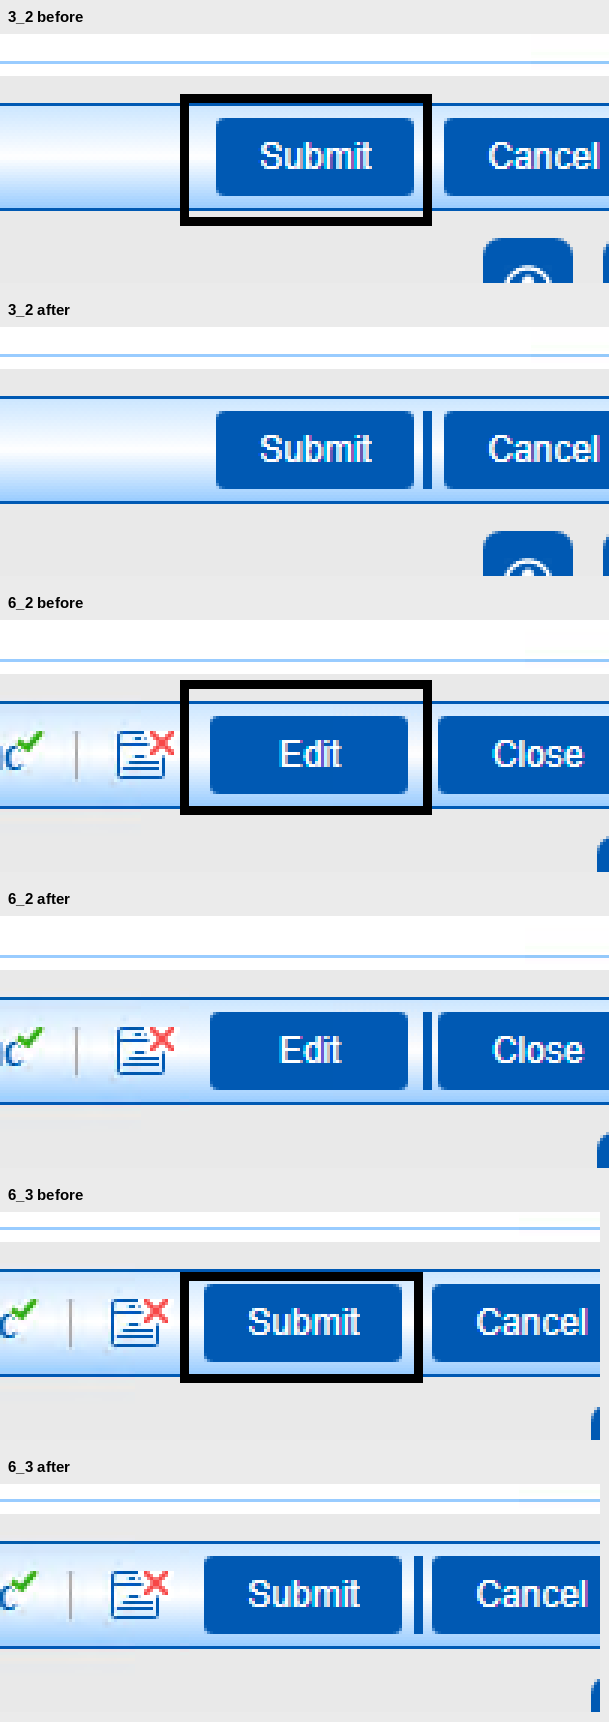 3_2 before
Submit
Cancel
3_2 after
Submit
Cancel
6_2 before
Edit
Close
6_2 after
Edit
Close
6_3 before
Submit
Cancel
6_3 after
Submit
Cancel